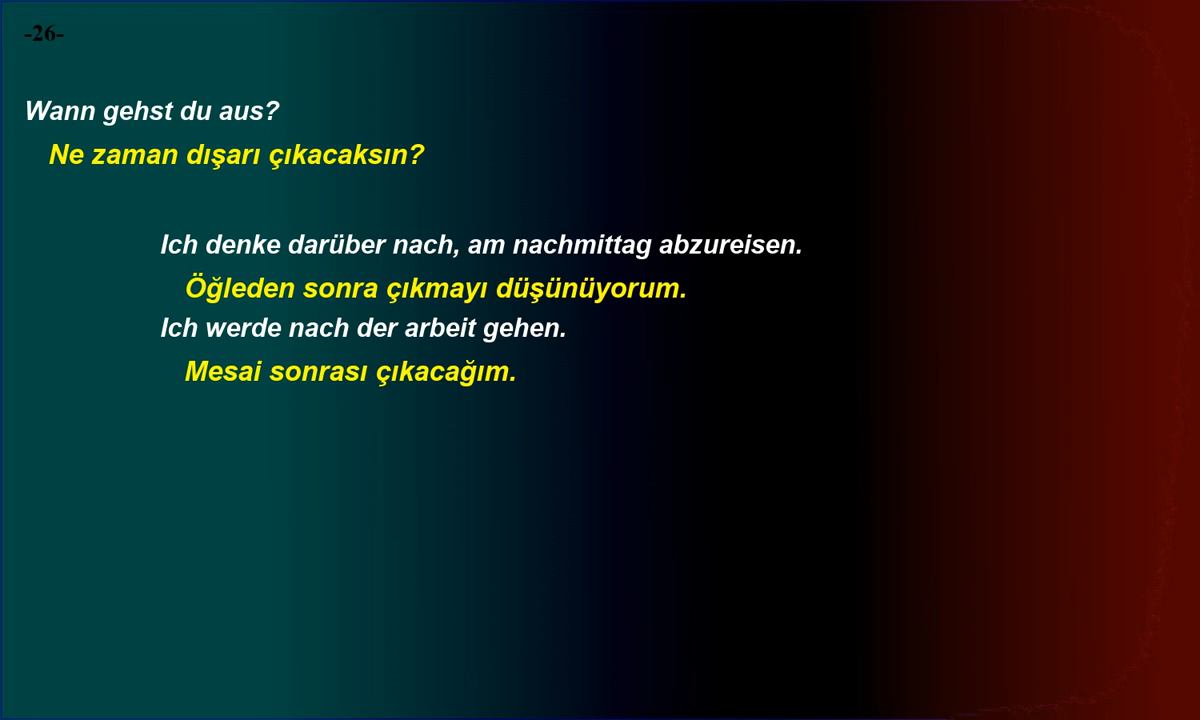 -26-
Wann gehst du aus?
Ne zaman dışarı çıkacaksın?
Ich denke darüber nach, am nachmittag abzureisen.
Öğleden sonra çıkmayı düşünüyorum.
Ich werde nach der arbeit gehen.
Mesai sonrası çıkacağım.